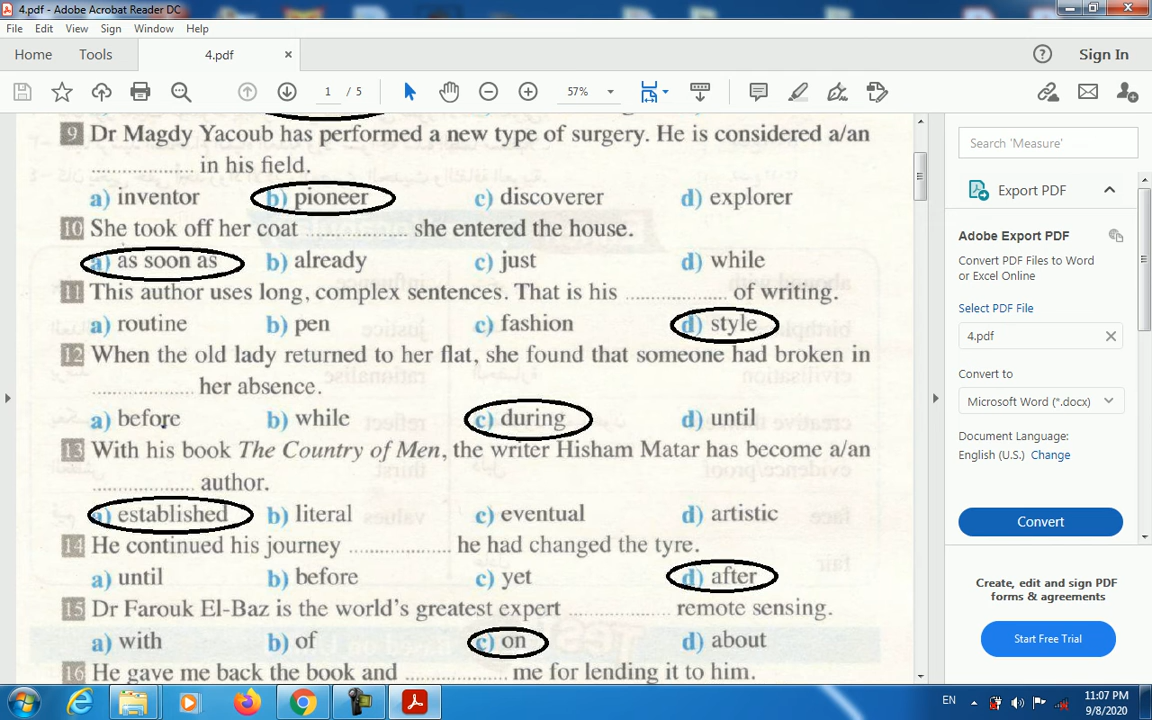 4.pdf - Adobe Acrobat Reader DC
File Edit View Sign Window Help
Home Tools 4.pdf × Sign In
1 / 5 57%
9 Dr Magdy Yacoub has performed a new type of surgery. He is considered a/an
.................... in his field.
a) inventor b) pioneer c) discoverer d) explorer
10 She took off her coat .................... she entered the house.
a) as soon as b) already c) just d) while
11 This author uses long, complex sentences. That is his .................... of writing.
a) routine b) pen c) fashion d) style
12 When the old lady returned to her flat, she found that someone had broken in
.................... her absence.
a) before b) while c) during d) until
13 With his book The Country of Men, the writer Hisham Matar has become a/an
.................... author.
a) established b) literal c) eventual d) artistic
14 He continued his journey .................... he had changed the tyre.
a) until b) before c) yet d) after
15 Dr Farouk El-Baz is the world's greatest expert .................... remote sensing.
a) with b) of c) on d) about
16 He gave me back the book and .................... me for lending it to him.
Search 'Measure'
Export PDF
Adobe Export PDF
Convert PDF Files to Word
or Excel Online
Select PDF File
4.pdf
Convert to
Microsoft Word (*.docx)
Document Language:
English (U.S.) Change
Convert
Create, edit and sign PDF
forms & agreements
Start Free Trial
EN
11:07 PM
9/8/2020